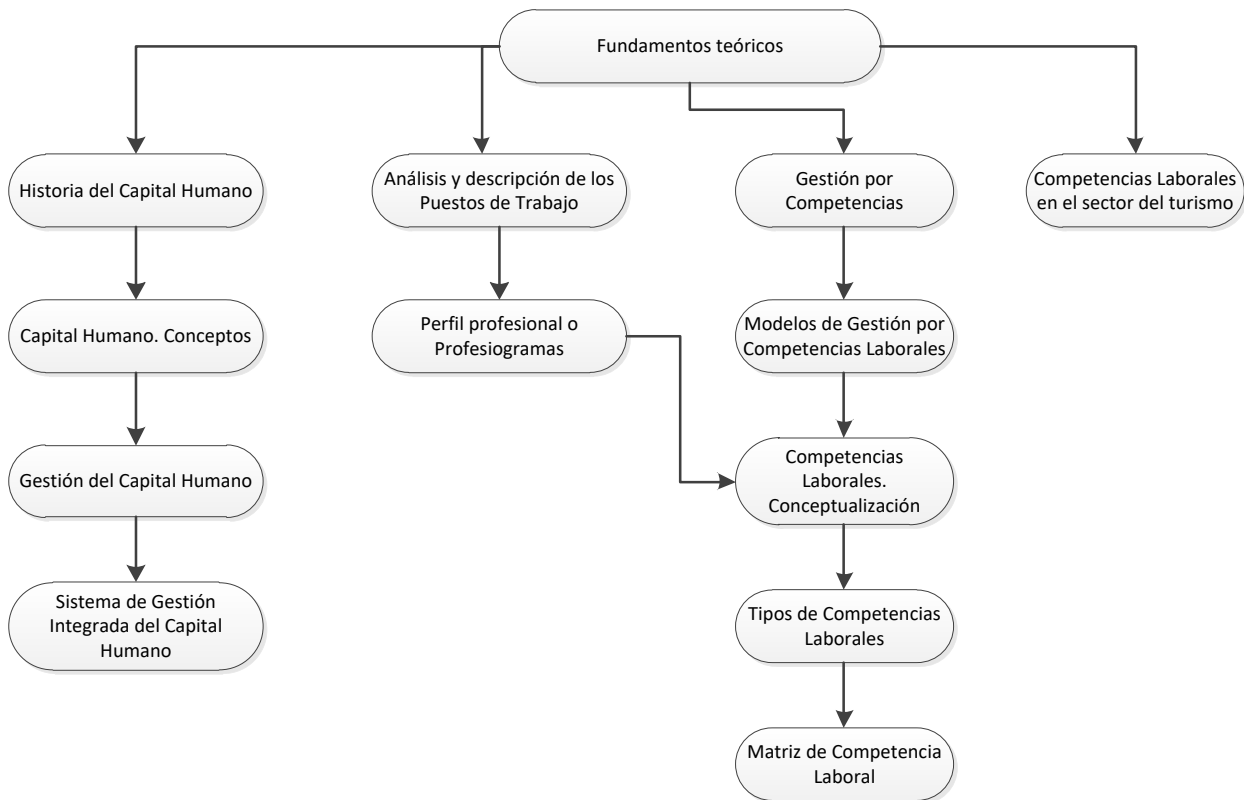 Fundamentos teóricos
Historia del Capital Humano
Análisis y descripción de los
Puestos de Trabajo
Gestión por
Competencias
Competencias Laborales
en el sector del turismo
Capital Humano. Conceptos
Perfil profesional o
Profesiogramas
Modelos de Gestión por
Competencias Laborales
Gestión del Capital Humano
Competencias
Laborales.
Conceptualización
Sistema de Gestión
Integrada del Capital
Humano
Tipos de Competencias
Laborales
Matriz de Competencia
Laboral